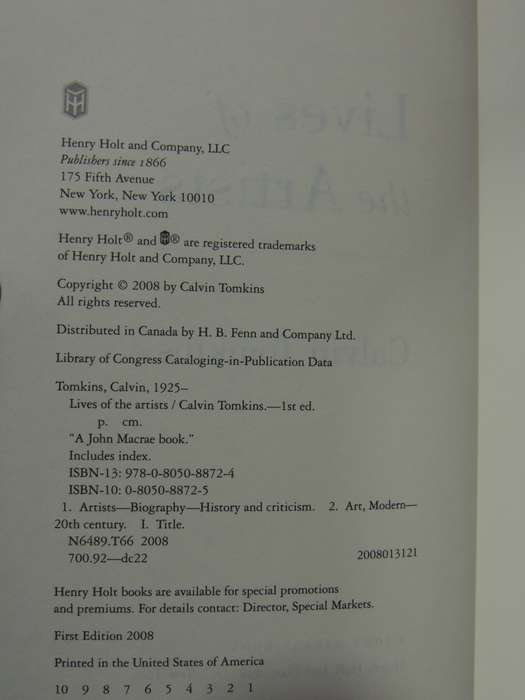 Henry Holt and Company, LLC
Publishers since 1866
175 Fifth Avenue
New York, New York 10010
www.henryholt.com
Henry Holt® and ® are registered trademarks
of Henry Holt and Company, LLC.
Copyright © 2008 by Calvin Tomkins
All rights reserved.
Distributed in Canada by H. B. Fenn and Company Ltd.
Library of Congress Cataloging-in-Publication Data
Tomkins, Calvin, 1925–
Lives of the artists / Calvin Tomkins.—1st ed.
p. cm.
"A John Macrae book."
Includes index.
ISBN-13: 978-0-8050-8872-4
ISBN-10: 0-8050-8872-5
1. Artists—Biography—History and criticism. 2. Art, Modern—
20th century. I. Title.
N6489.T66 2008
700.92—dc22 2008013121
Henry Holt books are available for special promotions
and premiums. For details contact: Director, Special Markets.
First Edition 2008
Printed in the United States of America
10 9 8 7 6 5 4 3 2 1